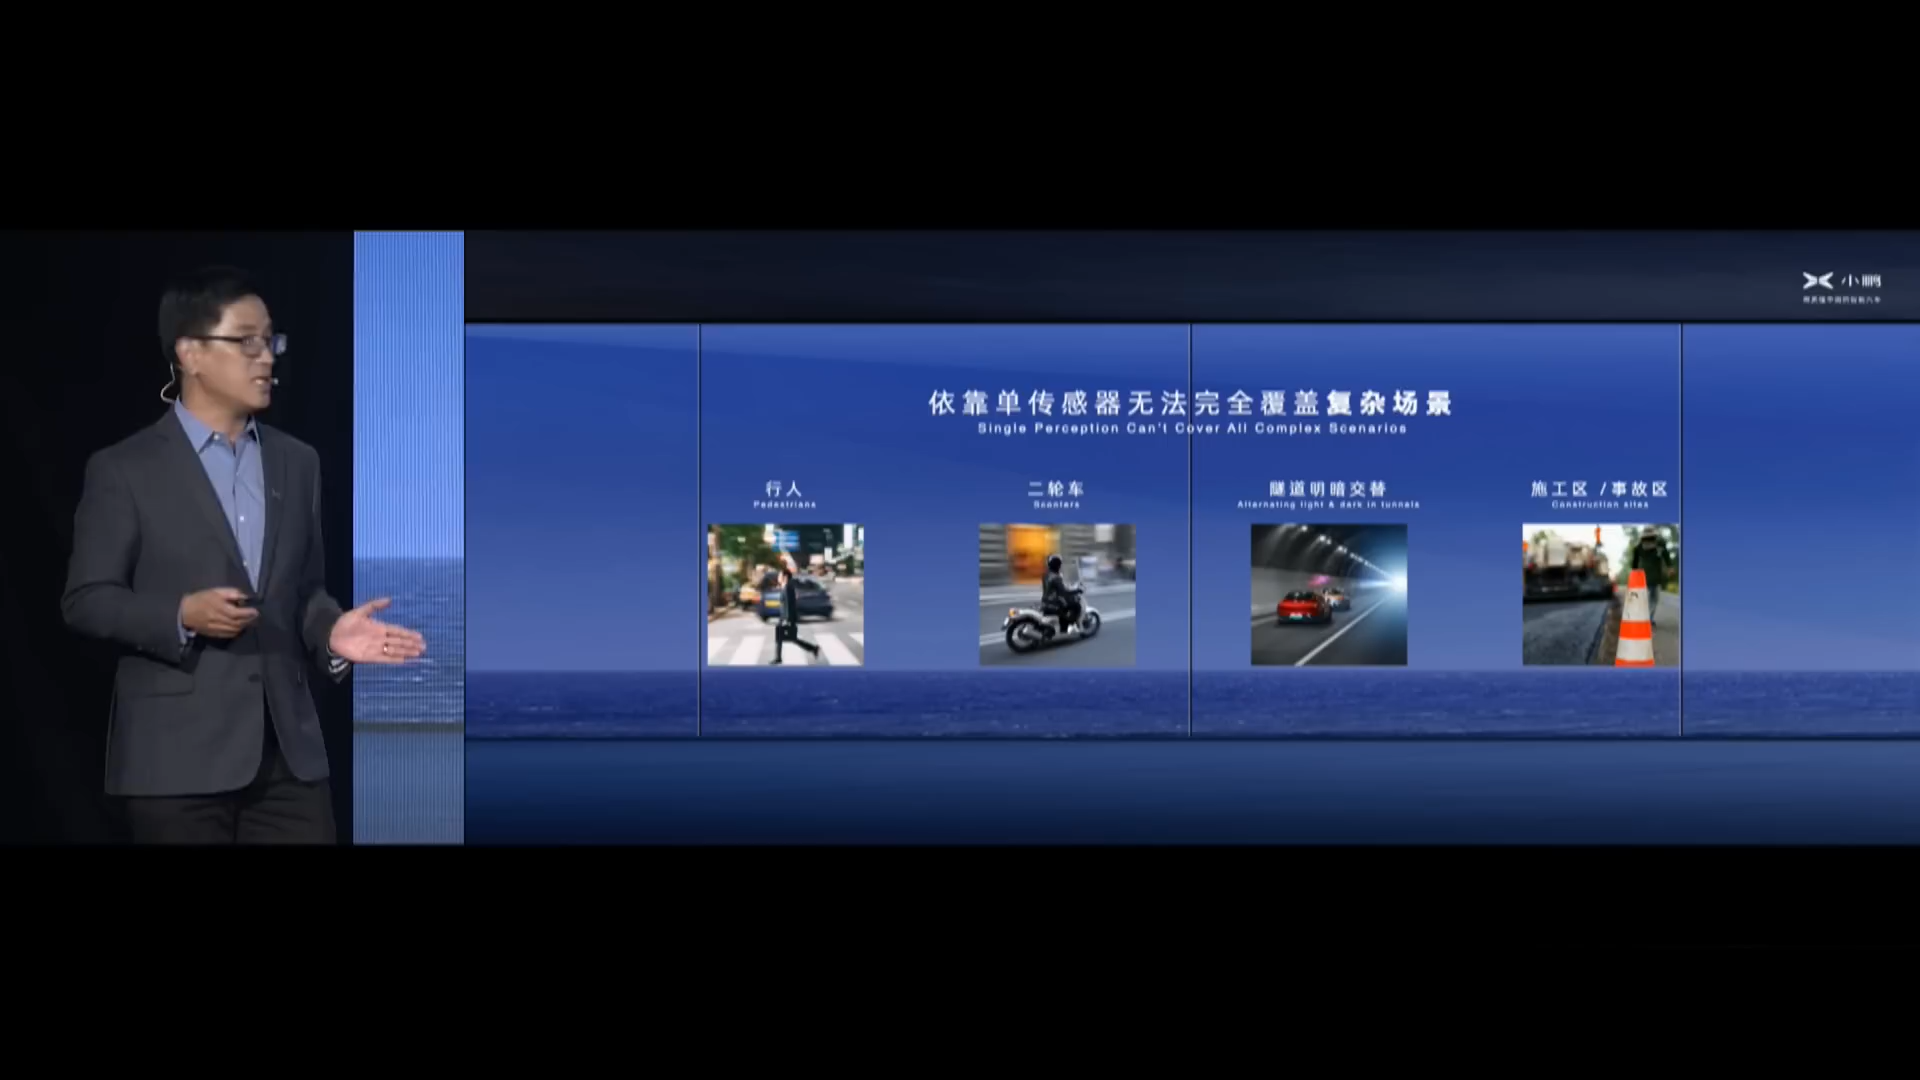 小鹏
依靠单传感器无法完全覆盖复杂场景
Single Perception Can't Cover All Complex Scenarios
行人
Pedestrians
二轮车
Scooters
隧道明暗交替
Alternating light & dark in tunnels
施工区 /事故区
Construction sites